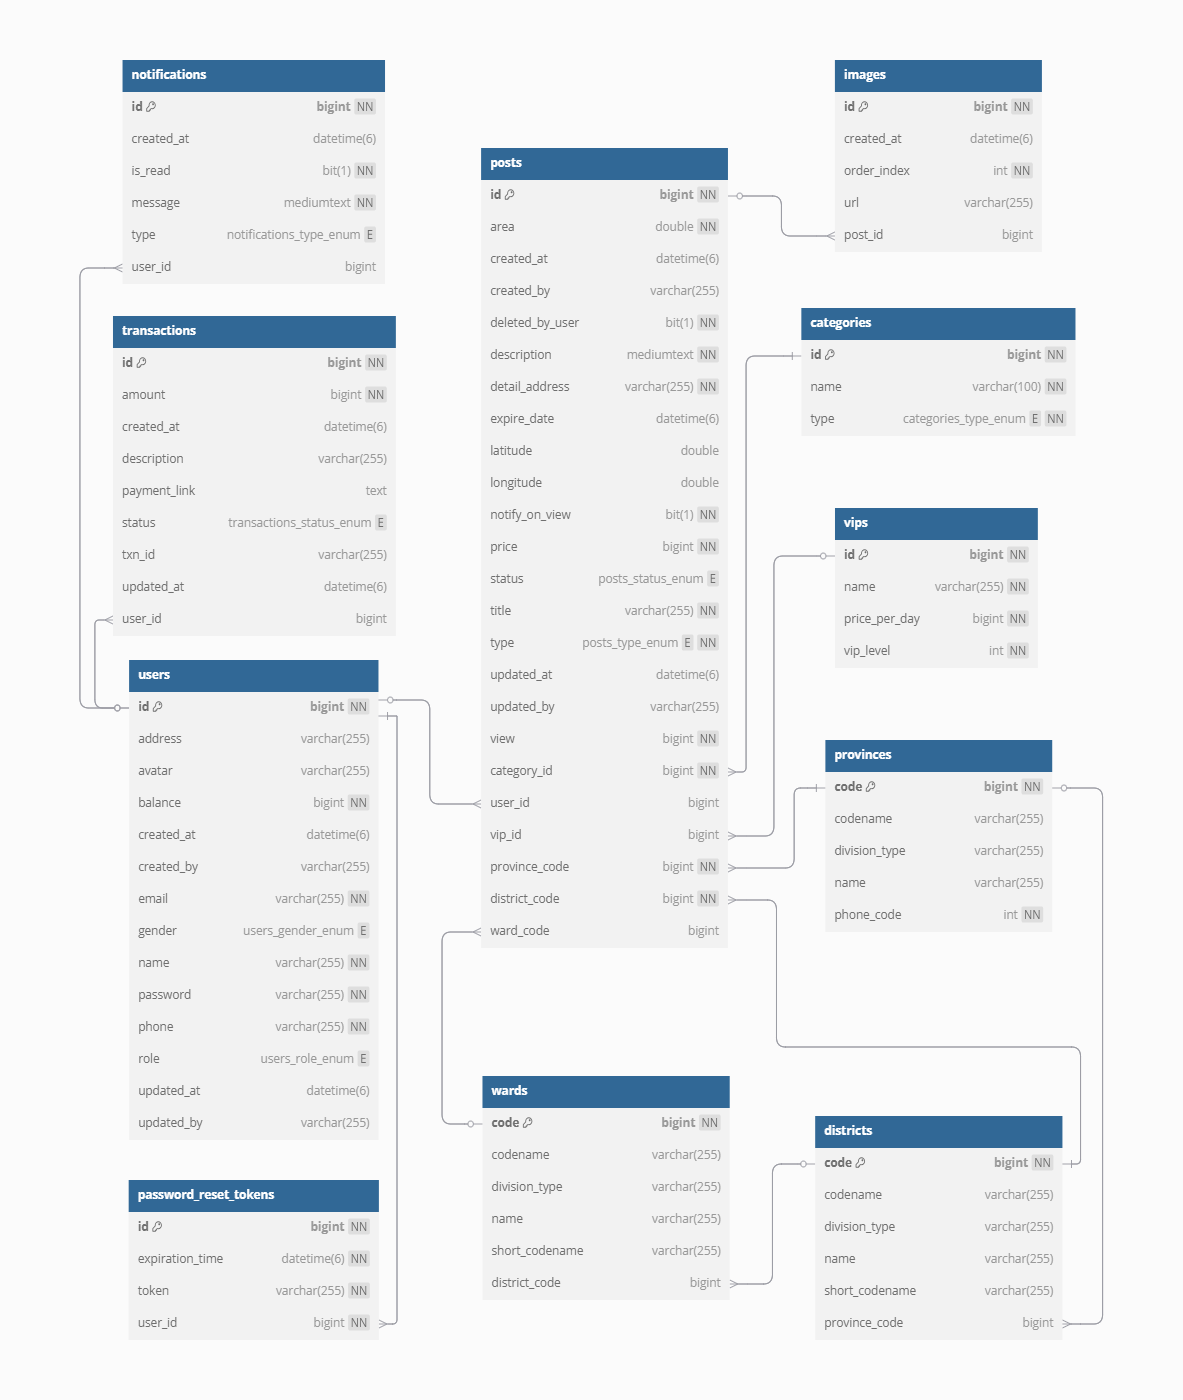 notifications
id bigint NN
created_at datetime(6)
is_read bit(1) NN
message mediumtext NN
type notifications_type_enum E
user_id bigint
transactions
id bigint NN
amount bigint NN
created_at datetime(6)
description varchar(255)
payment_link text
status transactions_status_enum E
txn_id varchar(255)
updated_at datetime(6)
user_id bigint
users
id bigint NN
address varchar(255)
avatar varchar(255)
balance bigint NN
created_at datetime(6)
created_by varchar(255)
email varchar(255) NN
gender users_gender_enum E
name varchar(255) NN
password varchar(255) NN
phone varchar(255) NN
role users_role_enum E
updated_at datetime(6)
updated_by varchar(255)
password_reset_tokens
id bigint NN
expiration_time datetime(6) NN
token varchar(255) NN
user_id bigint NN
posts
id bigint NN
area double NN
created_at datetime(6)
created_by varchar(255)
deleted_by_user bit(1) NN
description mediumtext NN
detail_address varchar(255) NN
expire_date datetime(6)
latitude double
longitude double
notify_on_view bit(1) NN
price bigint NN
status posts_status_enum E
title varchar(255) NN
type posts_type_enum E NN
updated_at datetime(6)
updated_by varchar(255)
view bigint NN
category_id bigint NN
user_id bigint
vip_id bigint
province_code bigint NN
district_code bigint NN
ward_code bigint
wards
code bigint NN
codename varchar(255)
division_type varchar(255)
name varchar(255)
short_codename varchar(255)
district_code bigint
images
id bigint NN
created_at datetime(6)
order_index int NN
url varchar(255)
post_id bigint
categories
id bigint NN
name varchar(100) NN
type categories_type_enum E NN
vips
id bigint NN
name varchar(255) NN
price_per_day bigint NN
vip_level int NN
provinces
code bigint NN
codename varchar(255)
division_type varchar(255)
name varchar(255)
phone_code int NN
districts
code bigint NN
codename varchar(255)
division_type varchar(255)
name varchar(255)
short_codename varchar(255)
province_code bigint